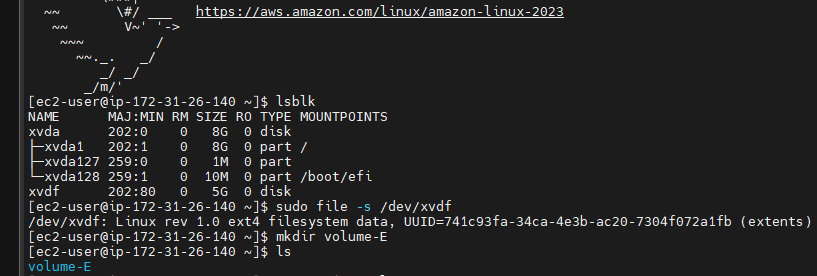 ~~ \#/ ___ https://aws.amazon.com/linux/amazon-linux-2023
~~ V~' '->
~~~ /
~~._. _/
_/ _/
_/m/'
[ec2-user@ip-172-31-26-140 ~]$ lsblk
NAME MAJ:MIN RM SIZE RO TYPE MOUNTPOINTS
xvda 202:0 0 8G 0 disk
├─xvda1 202:1 0 8G 0 part /
├─xvda127 259:0 0 1M 0 part
└─xvda128 259:1 0 10M 0 part /boot/efi
xvdf 202:80 0 5G 0 disk
[ec2-user@ip-172-31-26-140 ~]$ sudo file -s /dev/xvdf
/dev/xvdf: Linux rev 1.0 ext4 filesystem data, UUID=741c93fa-34ca-4e3b-ac20-7304f072a1fb (extents)
[ec2-user@ip-172-31-26-140 ~]$ mkdir volume-E
[ec2-user@ip-172-31-26-140 ~]$ ls
volume-E